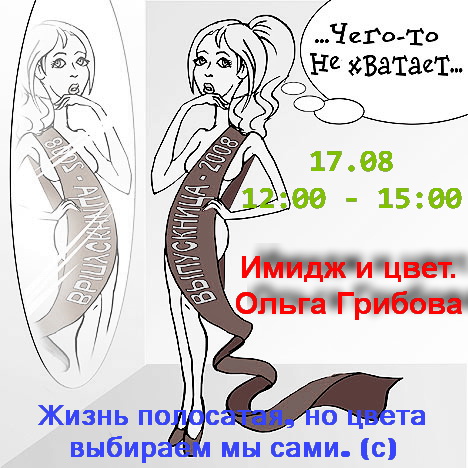 ...Чего-то
Не хватает...
17.08
12:00 - 15:00
ВЫПУСКНИЦА - 2008
Имидж и цвет.
Ольга Грибова
Жизнь полосатая, но цвета
выбираем мы сами. (с)